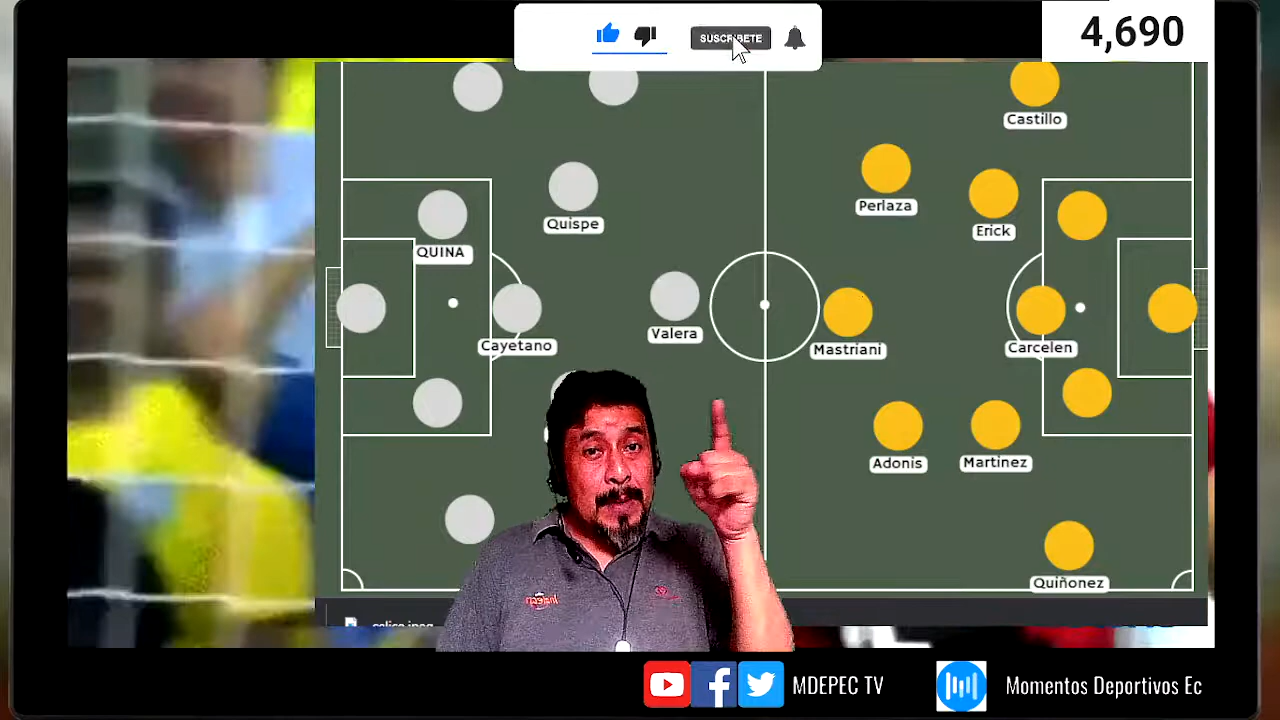 4,690
SUSCRIBETE
Castillo
Perlaza
Erick
Quispe
QUINA
Cayetano
Valera
Mastriani
Carcelen
Adonis
Martinez
Quiñonez
MDEPEC TV
Momentos Deportivos Ec